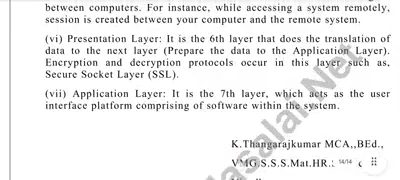 between computers. For instance, while accessing a system remotely,
session is created between your computer and the remote system.
(vi) Presentation Layer: It is the 6th layer that does the translation of
data to the next layer (Prepare the data to the Application Layer).
Encryption and decryption protocols occur in this layer such as,
Secure Socket Layer (SSL).
(vii) Application Layer: It is the 7th layer, which acts as the user
interface platform comprising of software within the system.
K.Thangarajkumar MCA,,BEd.,
VMG.S.S.S.Mat.HR.
14/14